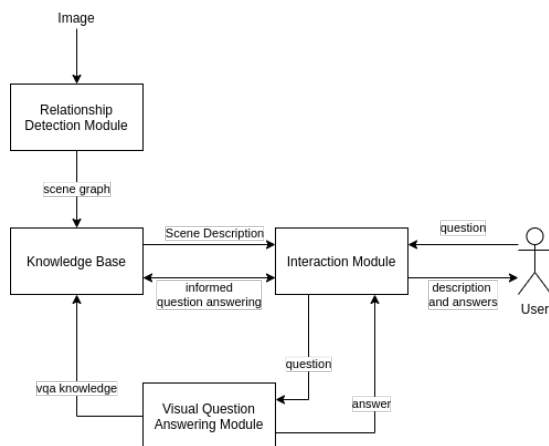 Image
Relationship
Detection Module
scene graph
Knowledge Base
Scene Description
informed
question answering
Interaction Module
question
description
and answers
User
question
vqa knowledge
Visual Question
Answering Module
answer